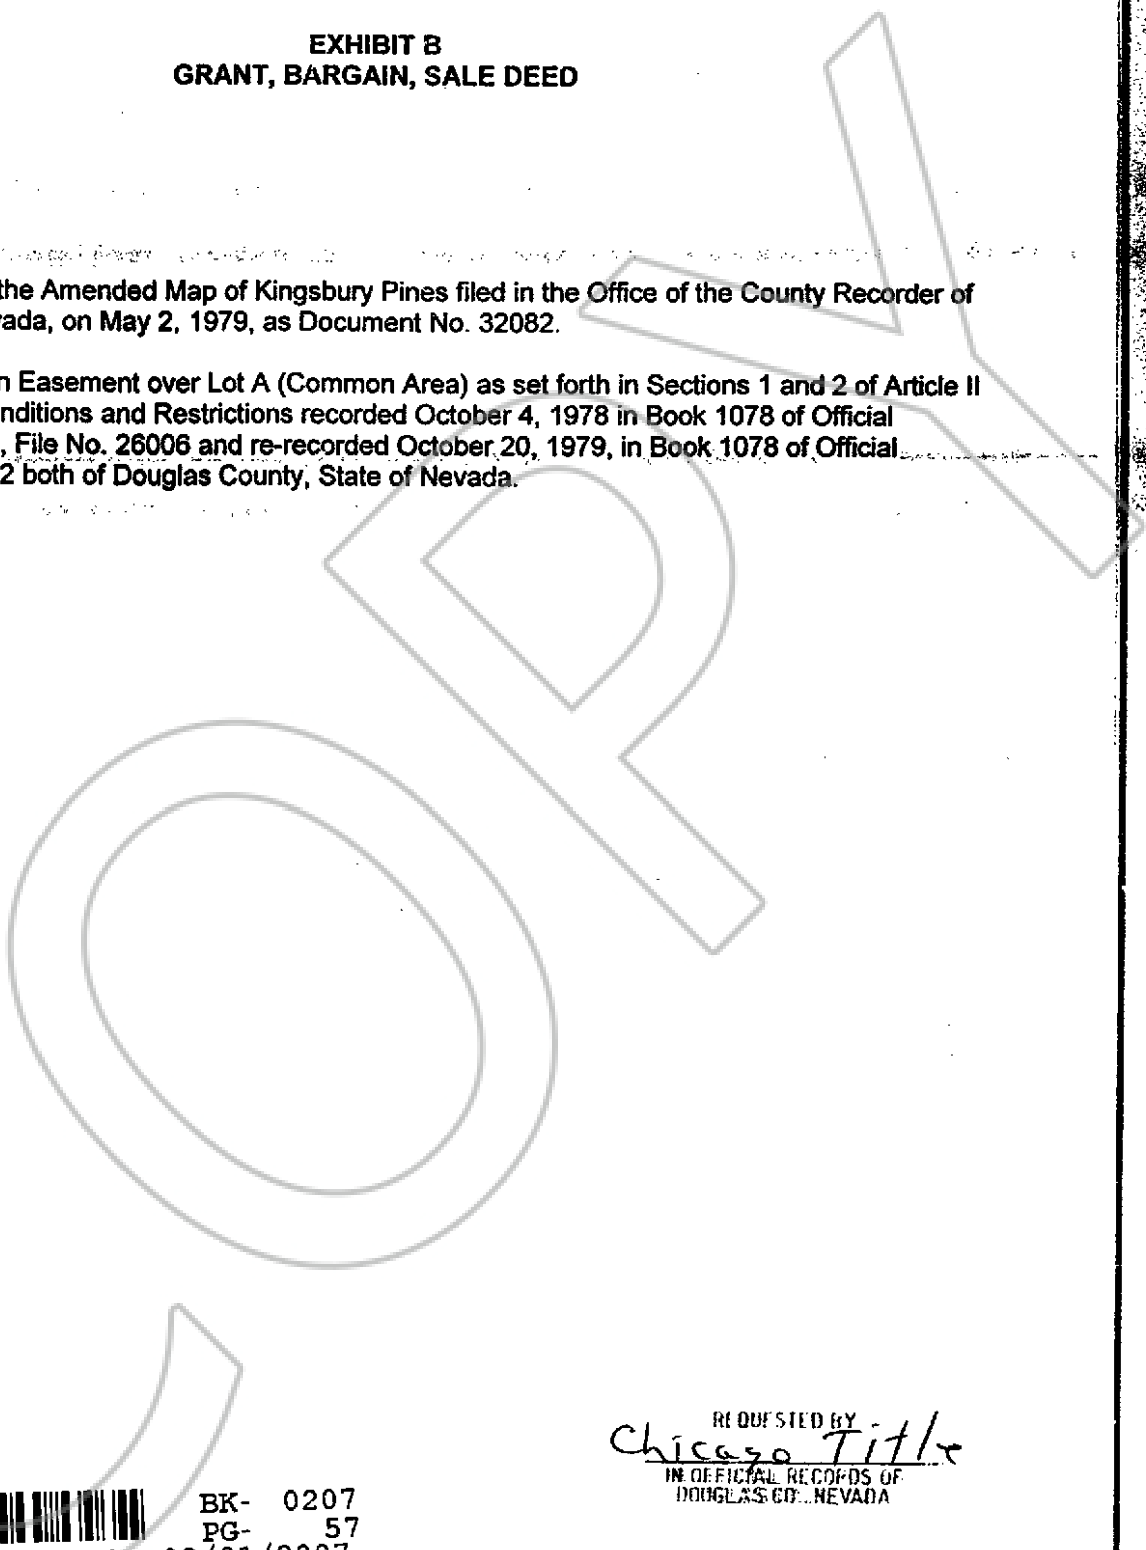 EXHIBIT B
GRANT, BARGAIN, SALE DEED
the Amended Map of Kingsbury Pines filed in the Office of the County Recorder of
vada, on May 2, 1979, as Document No. 32082.
n Easement over Lot A (Common Area) as set forth in Sections 1 and 2 of Article II
nditions and Restrictions recorded October 4, 1978 in Book 1078 of Official
, File No. 26006 and re-recorded October 20, 1979, in Book 1078 of Official
2 both of Douglas County, State of Nevada.
COPY
REQUESTED BY
Chicago Title
IN OFFICIAL RECORDS OF
DOUGLAS CO., NEVADA
BK- 0207
PG- 57